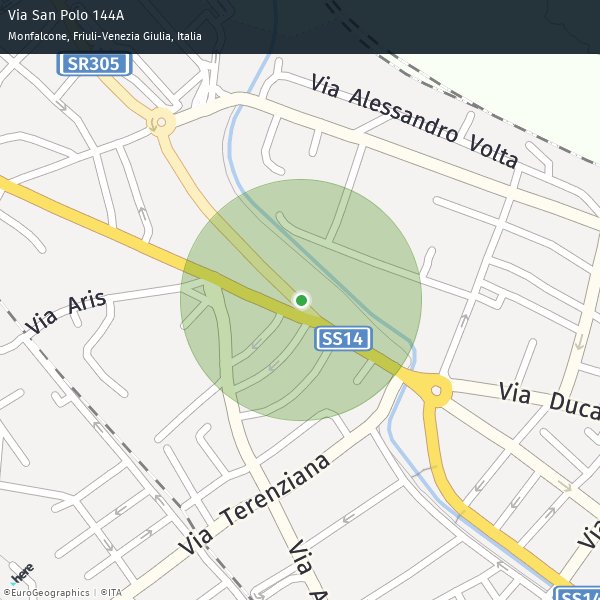 Via San Polo 144A
Monfalcone, Friuli-Venezia Giulia, Italia
SR305
Via Alessandro Volta
Via Aris
SS14
Via Duca
Via Terenziana
Via A
Via
SS14
here
©EuroGeographics | ©ITA